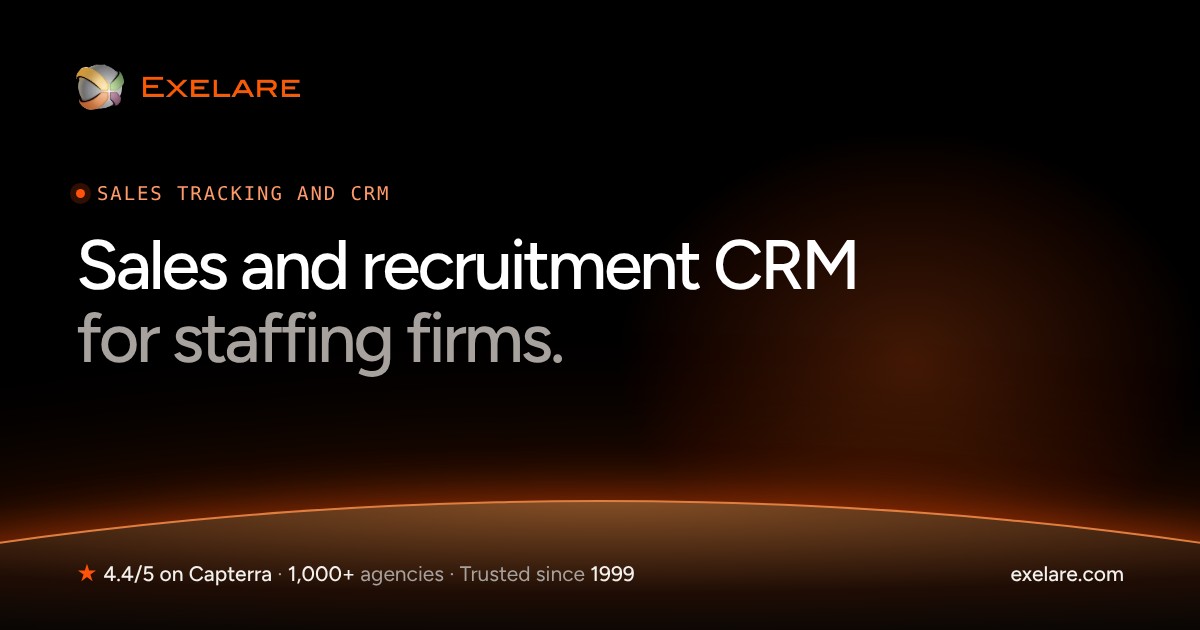 EXELARE
SALES TRACKING AND CRM
Sales and recruitment CRM
for staffing firms.
★ 4.4/5 on Capterra · 1,000+ agencies · Trusted since 1999
exelare.com